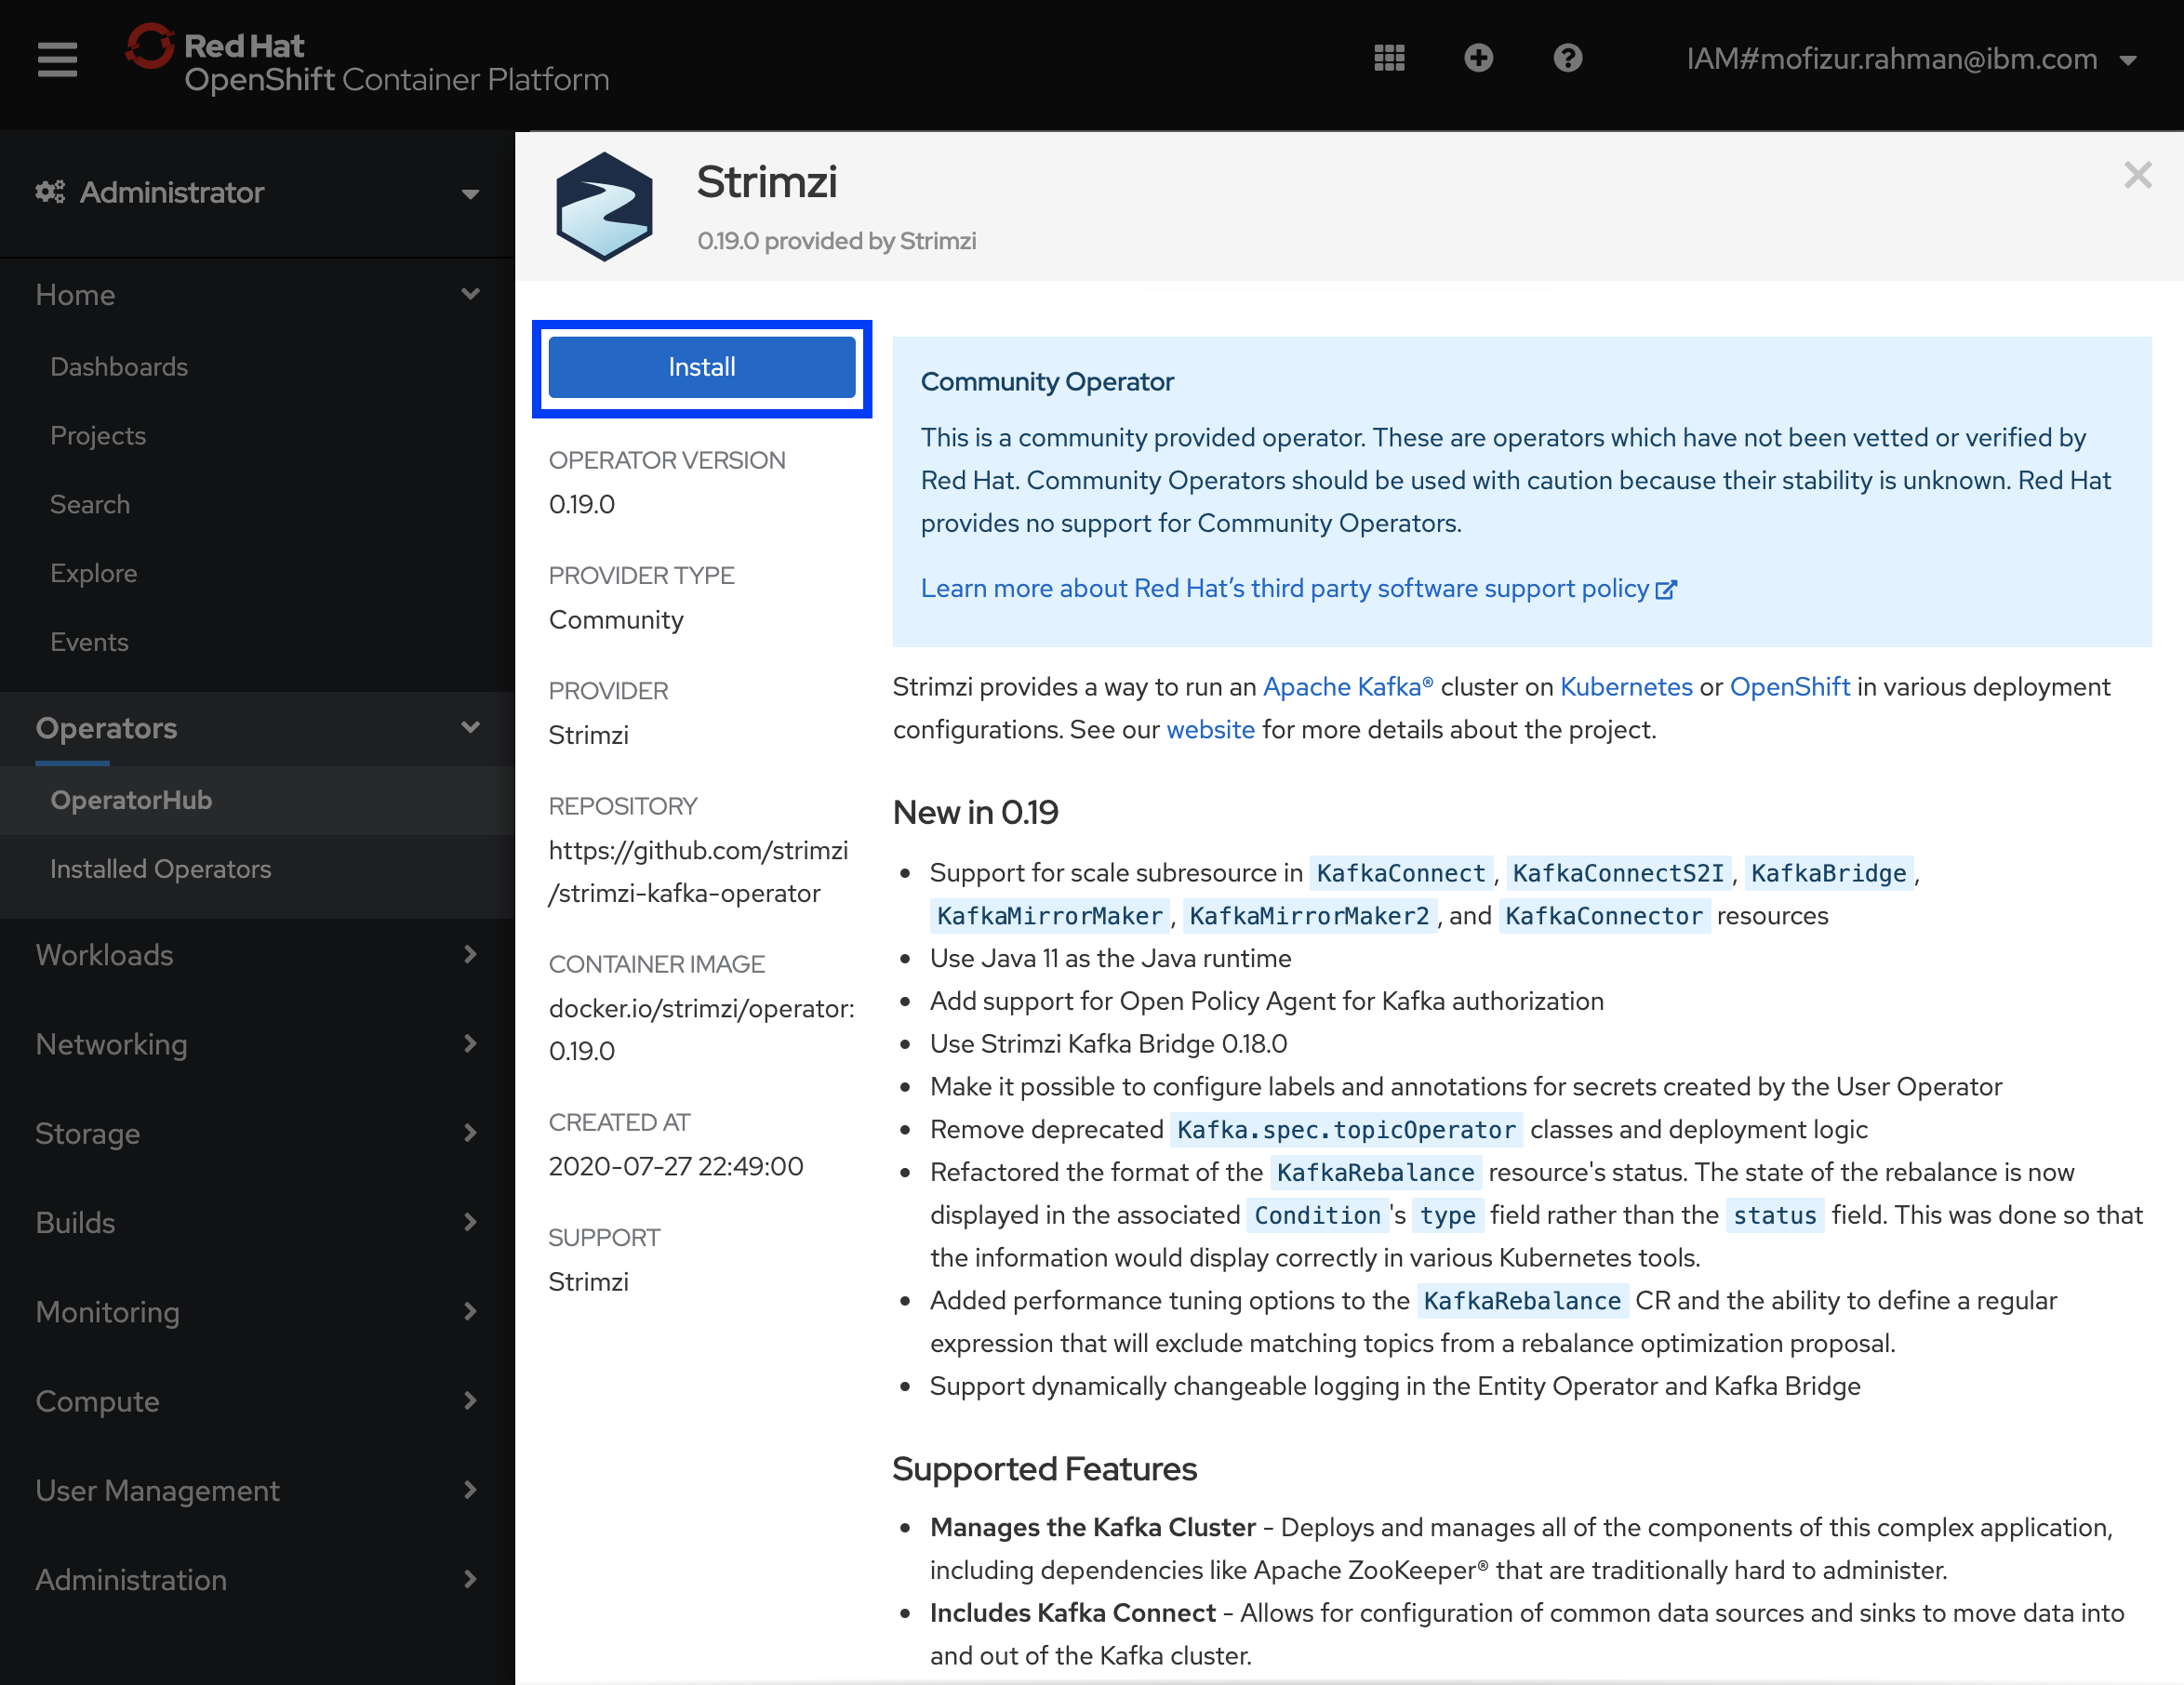 Red Hat
OpenShift Container Platform
IAM#mofizur.rahman@ibm.com
Administrator
Home
Dashboards
Projects
Search
Explore
Events
Operators
OperatorHub
Installed Operators
Workloads
Networking
Storage
Builds
Monitoring
Compute
User Management
Administration
Strimzi
0.19.0 provided by Strimzi
Install
OPERATOR VERSION
0.19.0
PROVIDER TYPE
Community
PROVIDER
Strimzi
REPOSITORY
https://github.com/strimzi
/strimzi-kafka-operator
CONTAINER IMAGE
docker.io/strimzi/operator:
0.19.0
CREATED AT
2020-07-27 22:49:00
SUPPORT
Strimzi
Community Operator
This is a community provided operator. These are operators which have not been vetted or verified by
Red Hat. Community Operators should be used with caution because their stability is unknown. Red Hat
provides no support for Community Operators.
Learn more about Red Hat’s third party software support policy
Strimzi provides a way to run an Apache Kafka® cluster on Kubernetes or OpenShift in various deployment
configurations. See our website for more details about the project.
New in 0.19
• Support for scale subresource in KafkaConnect, KafkaConnectS2I, KafkaBridge,
KafkaMirrorMaker, KafkaMirrorMaker2, and KafkaConnector resources
• Use Java 11 as the Java runtime
• Add support for Open Policy Agent for Kafka authorization
• Use Strimzi Kafka Bridge 0.18.0
• Make it possible to configure labels and annotations for secrets created by the User Operator
• Remove deprecated Kafka.spec.topicOperator classes and deployment logic
• Refactored the format of the KafkaRebalance resource's status. The state of the rebalance is now
displayed in the associated Condition's type field rather than the status field. This was done so that
the information would display correctly in various Kubernetes tools.
• Added performance tuning options to the KafkaRebalance CR and the ability to define a regular
expression that will exclude matching topics from a rebalance optimization proposal.
• Support dynamically changeable logging in the Entity Operator and Kafka Bridge
Supported Features
• Manages the Kafka Cluster - Deploys and manages all of the components of this complex application,
including dependencies like Apache ZooKeeper® that are traditionally hard to administer.
• Includes Kafka Connect - Allows for configuration of common data sources and sinks to move data into
and out of the Kafka cluster.